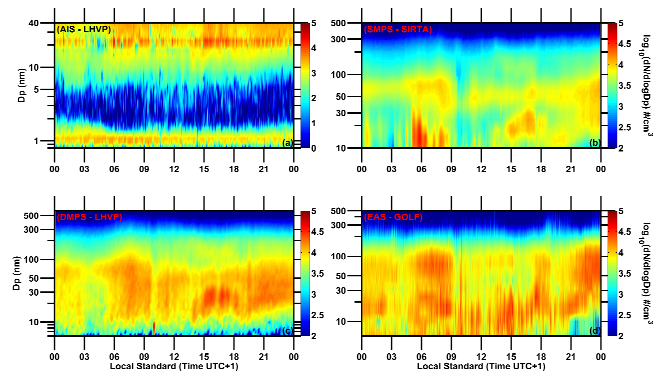 (AIS - LHVP)
Dp (nm)
40
10
5
1
00 03 06 09 12 15 18 21 00
(a)
5
4
3
2
1
0
(SMPS - SIRTA)
500
300
100
50
30
10
00 03 06 09 12 15 18 21 00
(b)
5
4.5
4
3.5
3
2.5
2
log10(dN/dlogDp) #/cm3
(DMPS - LHVP)
Dp (nm)
500
300
100
50
30
10
00 03 06 09 12 15 18 21 00
Local Standard (Time UTC+1)
(c)
5
4.5
4
3.5
3
2.5
2
(EAS - GOLF)
500
300
100
50
30
10
00 03 06 09 12 15 18 21 00
Local Standard (Time UTC+1)
(d)
5
4.5
4
3.5
3
2.5
2
log10(dN/dlogDp) #/cm3